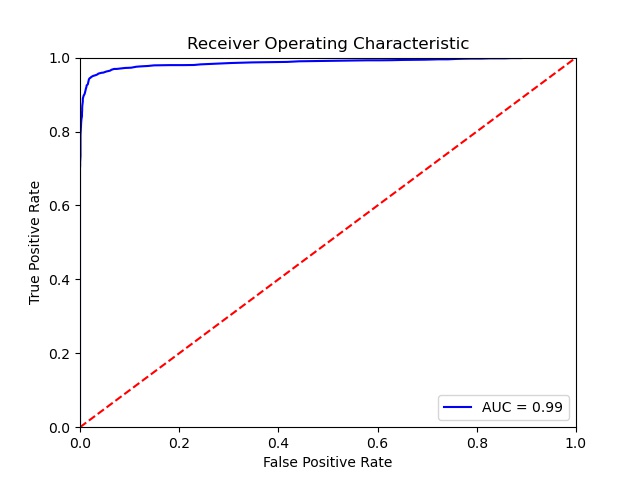 Receiver Operating Characteristic
1.0
0.8
0.6
0.4
0.2
0.0
True Positive Rate
AUC = 0.99
0.0 0.2 0.4 0.6 0.8 1.0
False Positive Rate